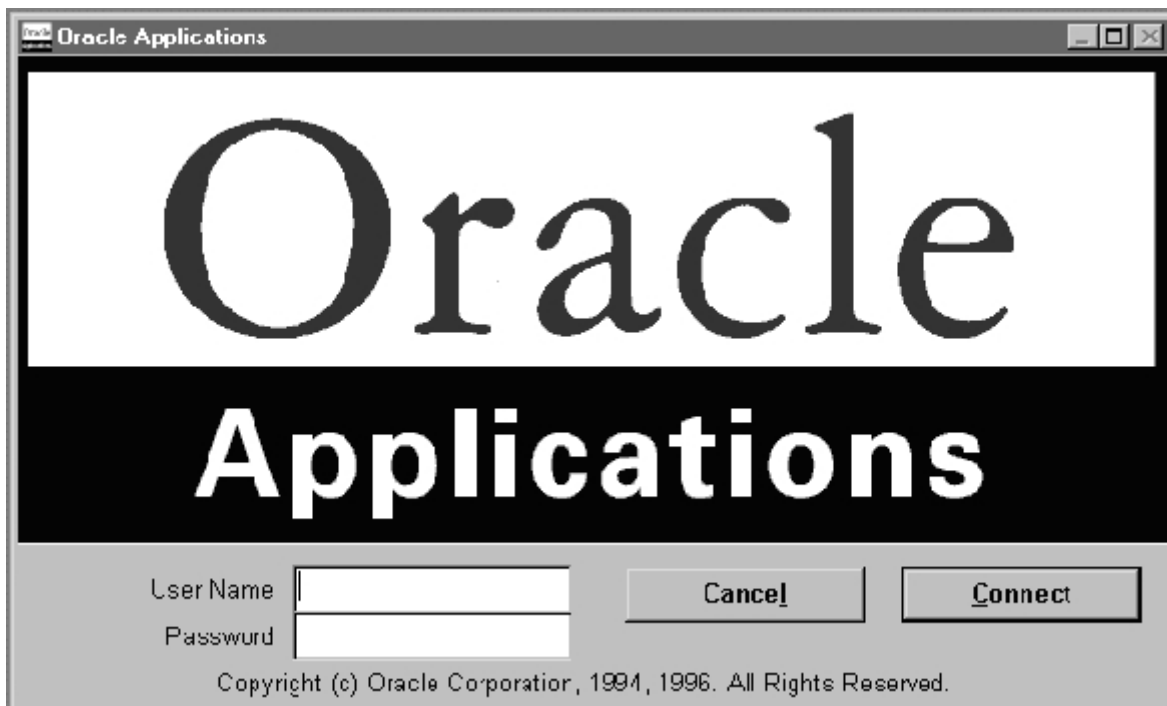 Oracle Applications
Oracle
Applications
User Name
Cancel
Connect
Password
Copyright (c) Oracle Corporation, 1994, 1996. All Rights Reserved.